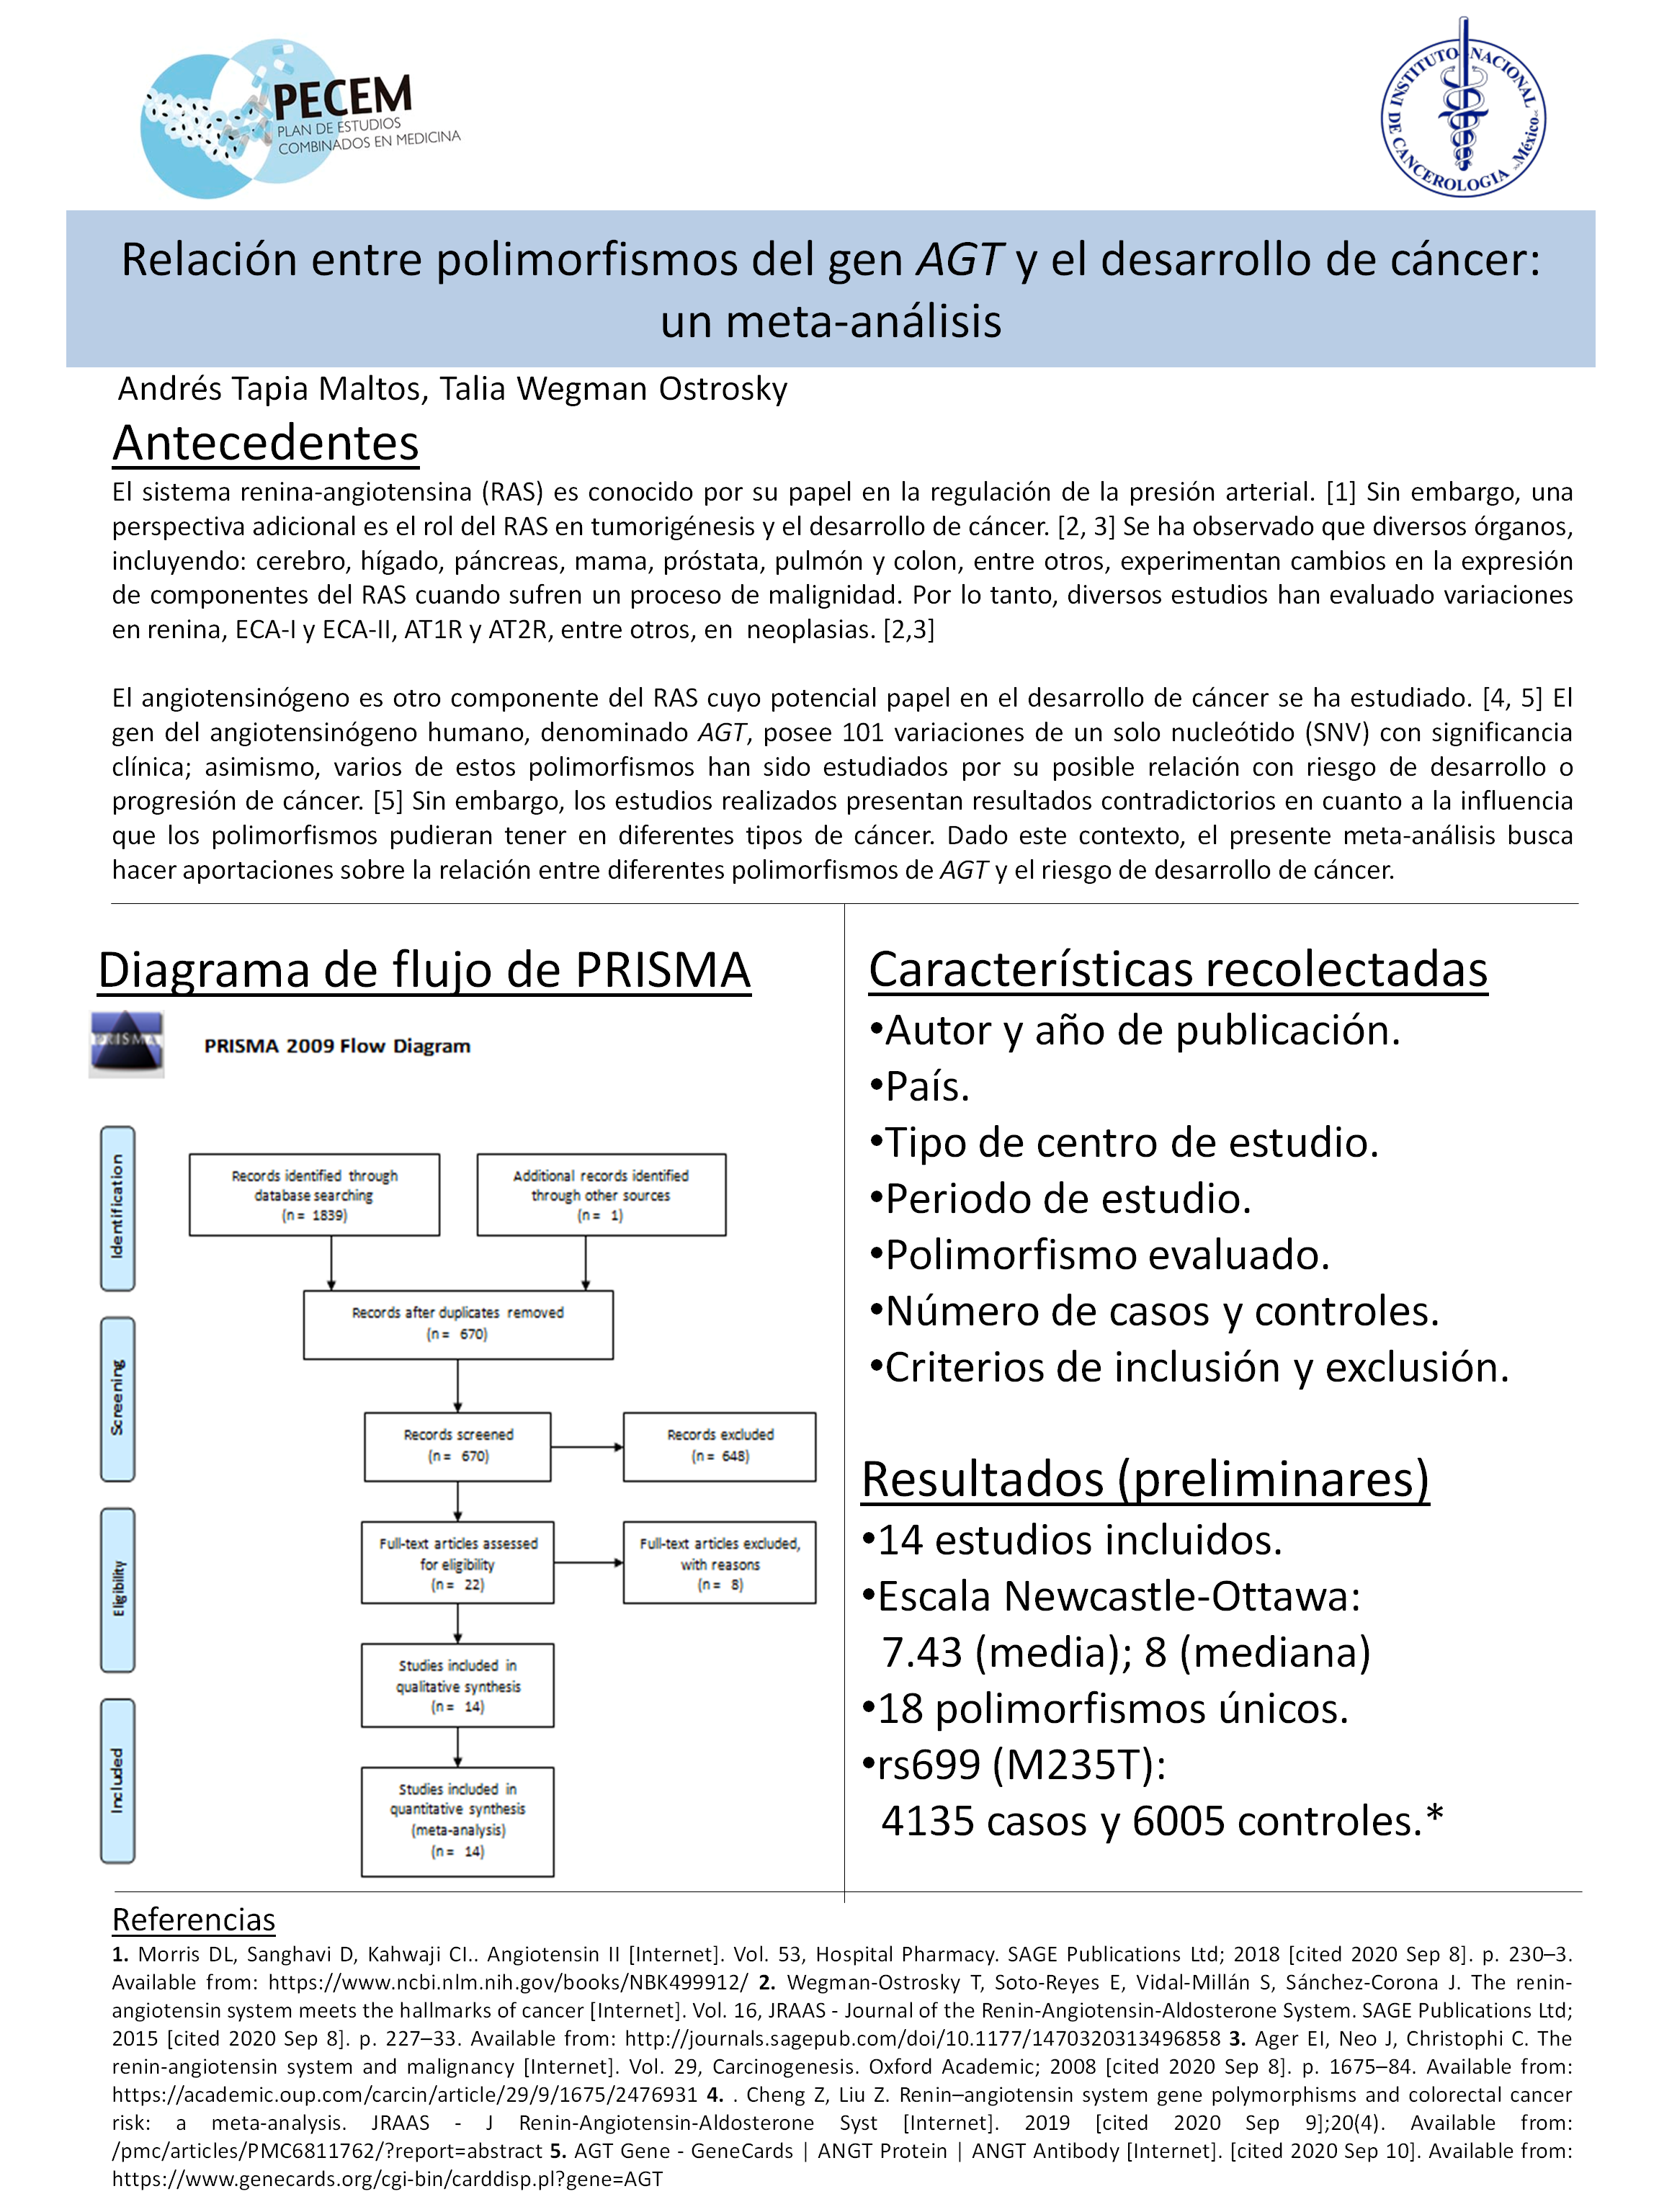 PECEM
PLAN DE ESTUDIOS
COMBINADOS EN MEDICINA
INSTITUTO NACIONAL
DE CANCEROLOGIA
México
Relación entre polimorfismos del gen AGT y el desarrollo de cáncer:
un meta-análisis
Andrés Tapia Maltos, Talia Wegman Ostrosky
Antecedentes
El sistema renina-angiotensina (RAS) es conocido por su papel en la regulación de la presión arterial. [1] Sin embargo, una
perspectiva adicional es el rol del RAS en tumorigénesis y el desarrollo de cáncer. [2, 3] Se ha observado que diversos órganos,
incluyendo: cerebro, hígado, páncreas, mama, próstata, pulmón y colon, entre otros, experimentan cambios en la expresión
de componentes del RAS cuando sufren un proceso de malignidad. Por lo tanto, diversos estudios han evaluado variaciones
en renina, ECA-I y ECA-II, AT1R y AT2R, entre otros, en neoplasias. [2,3]
El angiotensinógeno es otro componente del RAS cuyo potencial papel en el desarrollo de cáncer se ha estudiado. [4, 5] El
gen del angiotensinógeno humano, denominado AGT, posee 101 variaciones de un solo nucleótido (SNV) con significancia
clínica; asimismo, varios de estos polimorfismos han sido estudiados por su posible relación con riesgo de desarrollo o
progresión de cáncer. [5] Sin embargo, los estudios realizados presentan resultados contradictorios en cuanto a la influencia
que los polimorfismos pudieran tener en diferentes tipos de cáncer. Dado este contexto, el presente meta-análisis busca
hacer aportaciones sobre la relación entre diferentes polimorfismos de AGT y el riesgo de desarrollo de cáncer.
Diagrama de flujo de PRISMA
PRISMA
PRISMA 2009 Flow Diagram
Identification
Records identified through
database searching
(n = 1839)
Additional records identified
through other sources
(n = 1)
Records after duplicates removed
(n = 670)
Screening
Records screened
(n = 670)
Records excluded
(n = 648)
Eligibility
Full-text articles assessed
for eligibility
(n = 22)
Full-text articles excluded,
with reasons
(n = 8)
Studies included in
qualitative synthesis
(n = 14)
Included
Studies included in
quantitative synthesis
(meta-analysis)
(n = 14)
Características recolectadas
•Autor y año de publicación.
•País.
•Tipo de centro de estudio.
•Periodo de estudio.
•Polimorfismo evaluado.
•Número de casos y controles.
•Criterios de inclusión y exclusión.
Resultados (preliminares)
•14 estudios incluidos.
•Escala Newcastle-Ottawa:
7.43 (media); 8 (mediana)
•18 polimorfismos únicos.
•rs699 (M235T):
4135 casos y 6005 controles.*
Referencias
1. Morris DL, Sanghavi D, Kahwaji CI.. Angiotensin II [Internet]. Vol. 53, Hospital Pharmacy. SAGE Publications Ltd; 2018 [cited 2020 Sep 8]. p. 230–3.
Available from: https://www.ncbi.nlm.nih.gov/books/NBK499912/ 2. Wegman-Ostrosky T, Soto-Reyes E, Vidal-Millán S, Sánchez-Corona J. The renin-
angiotensin system meets the hallmarks of cancer [Internet]. Vol. 16, JRAAS - Journal of the Renin-Angiotensin-Aldosterone System. SAGE Publications Ltd;
2015 [cited 2020 Sep 8]. p. 227–33. Available from: http://journals.sagepub.com/doi/10.1177/1470320313496858 3. Ager EI, Neo J, Christophi C. The
renin-angiotensin system and malignancy [Internet]. Vol. 29, Carcinogenesis. Oxford Academic; 2008 [cited 2020 Sep 8]. p. 1675–84. Available from:
https://academic.oup.com/carcin/article/29/9/1675/2476931 4. . Cheng Z, Liu Z. Renin–angiotensin system gene polymorphisms and colorectal cancer
risk: a meta-analysis. JRAAS - J Renin-Angiotensin-Aldosterone Syst [Internet]. 2019 [cited 2020 Sep 9];20(4). Available from:
/pmc/articles/PMC6811762/?report=abstract 5. AGT Gene - GeneCards | ANGT Protein | ANGT Antibody [Internet]. [cited 2020 Sep 10]. Available from:
https://www.genecards.org/cgi-bin/carddisp.pl?gene=AGT